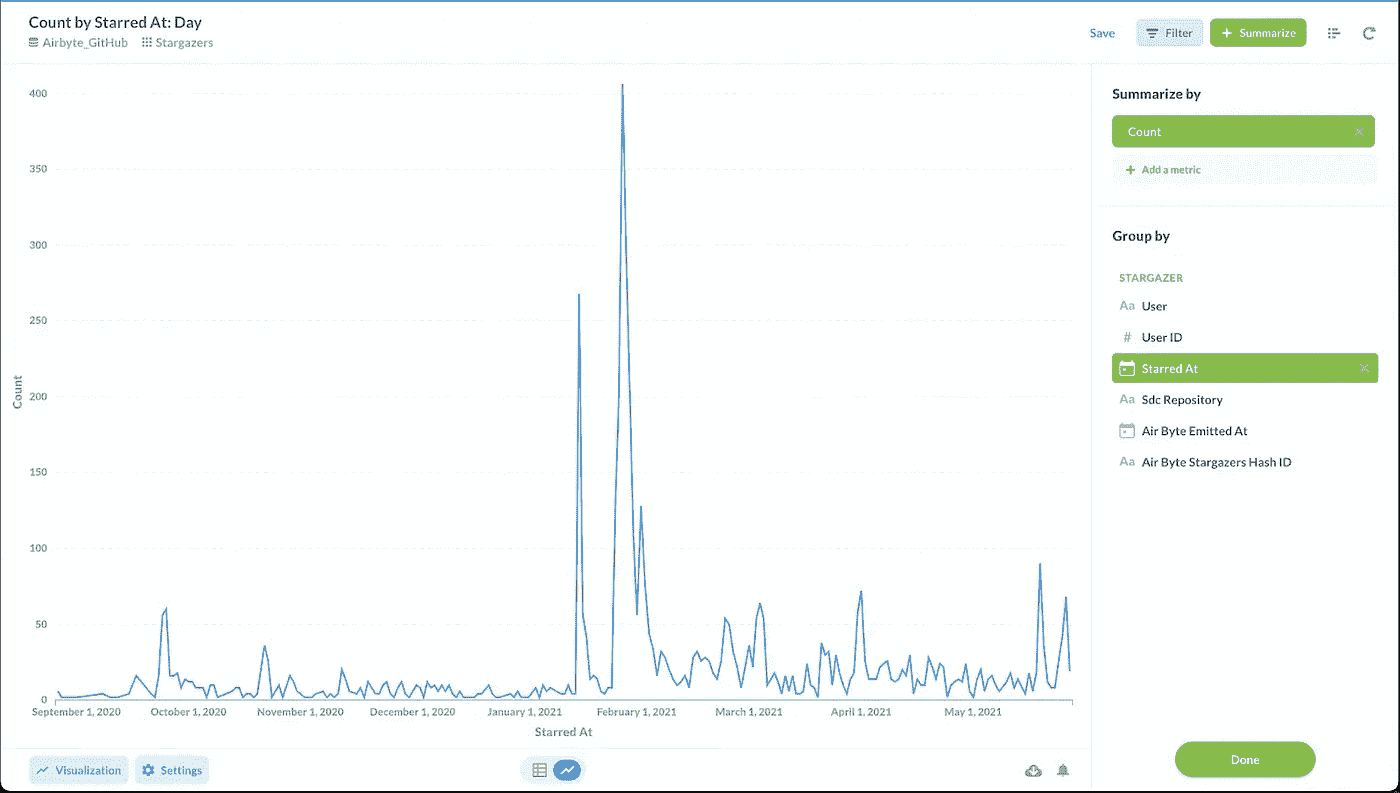 Count by Starred At: Day
Airbyte_GitHub Stargazers
Save
Filter
+ Summarize
400
350
300
250
200
150
100
50
0
Count
September 1, 2020
October 1, 2020
November 1, 2020
December 1, 2020
January 1, 2021
February 1, 2021
March 1, 2021
April 1, 2021
May 1, 2021
Starred At
Visualization
Settings
Summarize by
Count
+ Add a metric
Group by
STARGAZER
Aa User
# User ID
Starred At
Aa Sdc Repository
Air Byte Emitted At
Aa Air Byte Stargazers Hash ID
Done